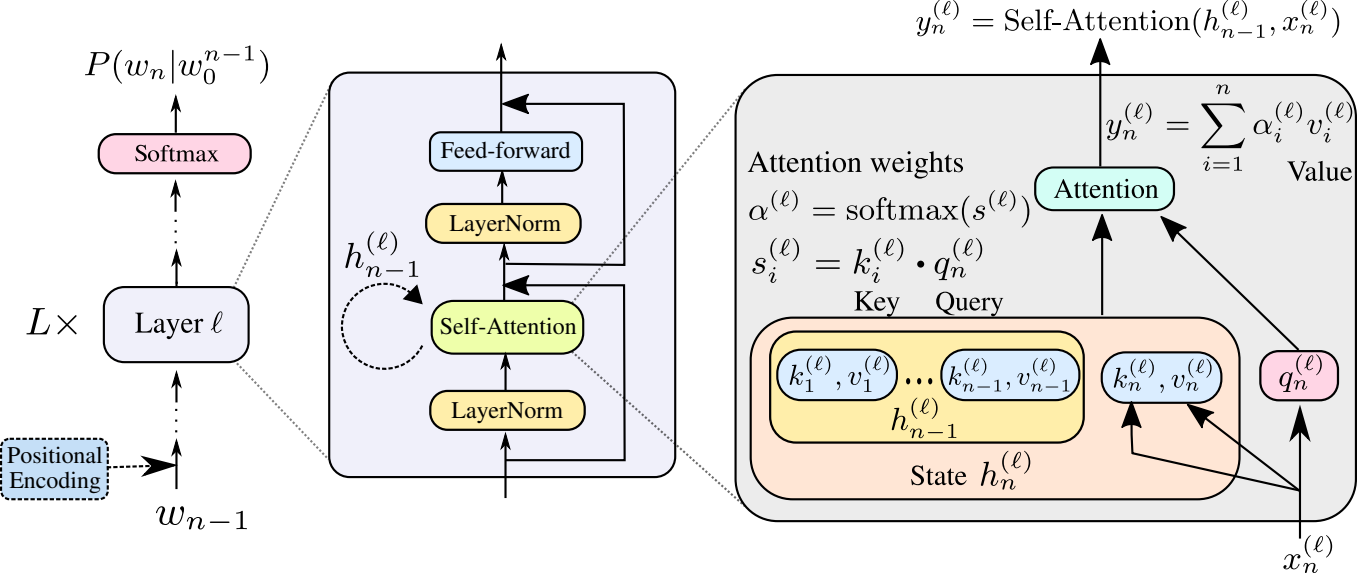 P(w_n|w_0^{n-1})
Softmax
L×
Layer ℓ
Positional
Encoding
w_{n-1}
Feed-forward
LayerNorm
h_{n-1}^{(ℓ)}
Self-Attention
LayerNorm
y_n^{(ℓ)} = Self-Attention(h_{n-1}^{(ℓ)}, x_n^{(ℓ)})
y_n^{(ℓ)} = \sum_{i=1}^{n} α_i^{(ℓ)} v_i^{(ℓ)}
Value
Attention weights
Attention
α^{(ℓ)} = softmax(s^{(ℓ)})
s_i^{(ℓ)} = k_i^{(ℓ)} • q_n^{(ℓ)}
Key Query
k_1^{(ℓ)}, v_1^{(ℓ)} ... k_{n-1}^{(ℓ)}, v_{n-1}^{(ℓ)}
k_n^{(ℓ)}, v_n^{(ℓ)}
q_n^{(ℓ)}
h_{n-1}^{(ℓ)}
State h_n^{(ℓ)}
x_n^{(ℓ)}